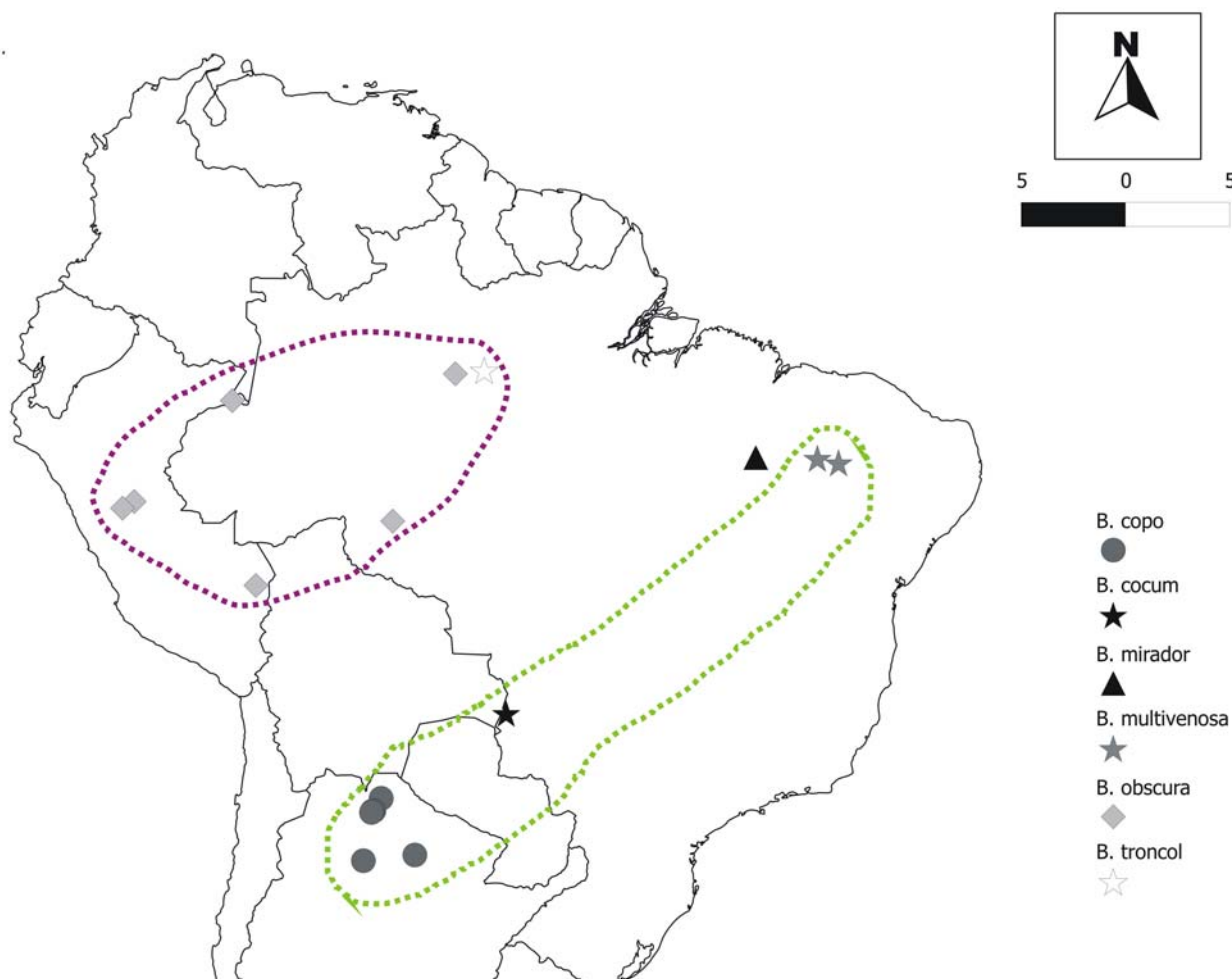 N
5 0 5
B. copo
B. cocum
B. mirador
B. multivenosa
B. obscura
B. troncol